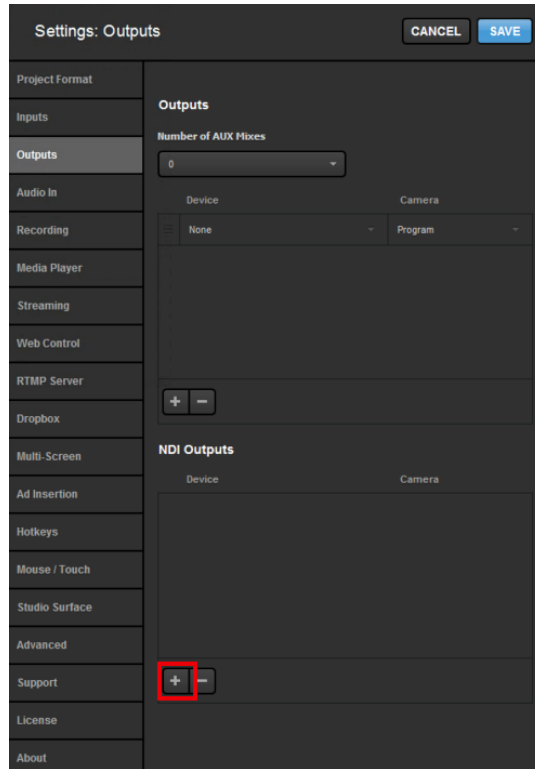 Settings: Outputs
CANCEL
SAVE
Project Format
Inputs
Outputs
Audio In
Recording
Media Player
Streaming
Web Control
RTMP Server
Dropbox
Multi-Screen
Ad Insertion
Hotkeys
Mouse / Touch
Studio Surface
Advanced
Support
License
About
Outputs
Number of AUX Mixes
0
Device Camera
None Program
+ −
NDI Outputs
Device Camera
+ −